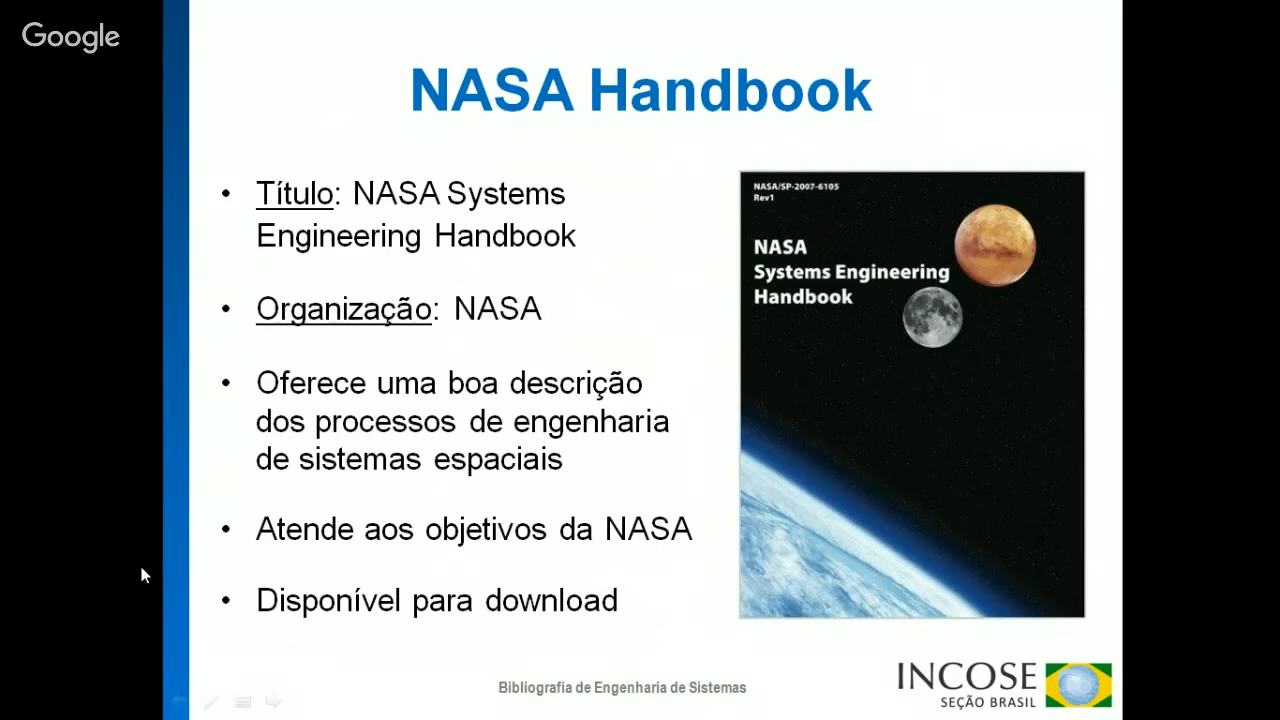 Google
NASA Handbook
• Título: NASA Systems
Engineering Handbook
• Organização: NASA
• Oferece uma boa descrição
dos processos de engenharia
de sistemas espaciais
• Atende aos objetivos da NASA
• Disponível para download
NASA/SP-2007-6105
Rev1
NASA
Systems Engineering
Handbook
Bibliografia de Engenharia de Sistemas
INCOSE
SEÇÃO BRASIL